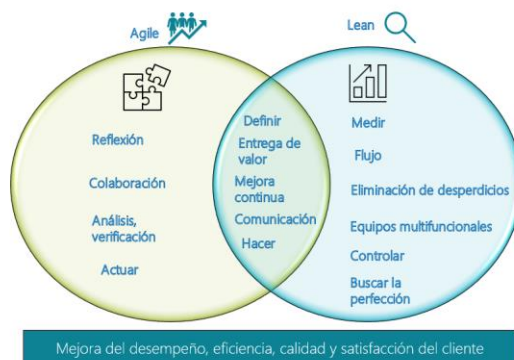 Agile
Lean
Reflexión
Colaboración
Análisis,
verificación
Actuar
Definir
Entrega de
valor
Mejora
continua
Comunicación
Hacer
Medir
Flujo
Eliminación de desperdicios
Equipos multifuncionales
Controlar
Buscar la
perfección
Mejora del desempeño, eficiencia, calidad y satisfacción del cliente